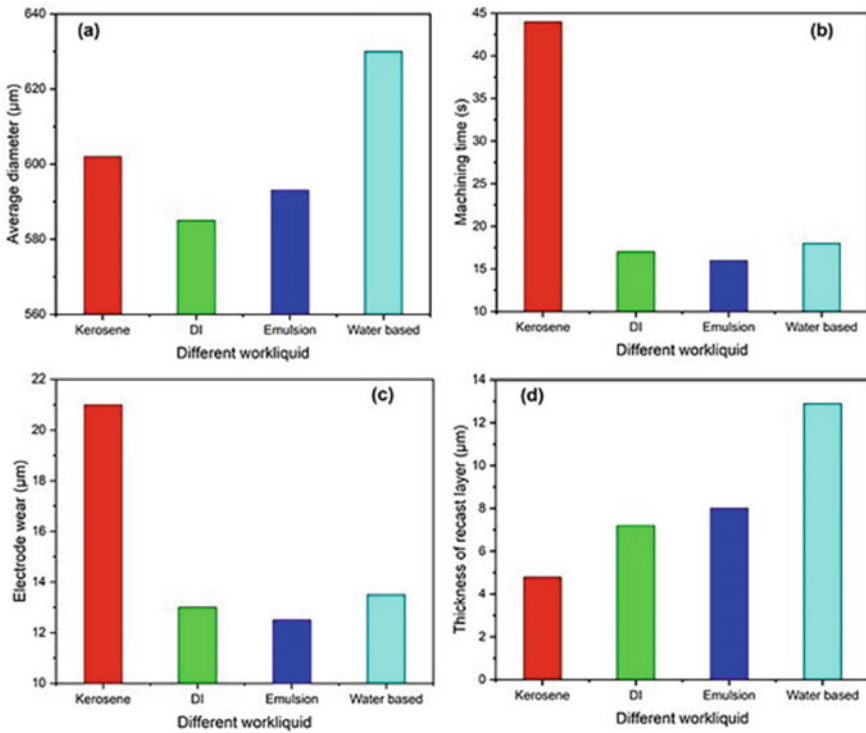 (a)
Average diameter (µm)
640
620
600
580
560
Kerosene DI Emulsion Water based
Different workliquid
(b)
Machining time (s)
45
40
35
30
25
20
15
10
Kerosene DI Emulsion Water based
Different workliquid
(c)
Electrode wear (µm)
22
20
18
16
14
12
10
Kerosene DI Emulsion Water based
Different workliquid
(d)
Thickness of recast layer (µm)
14
12
10
8
6
4
2
0
Kerosene DI Emulsion Water based
Different workliquid